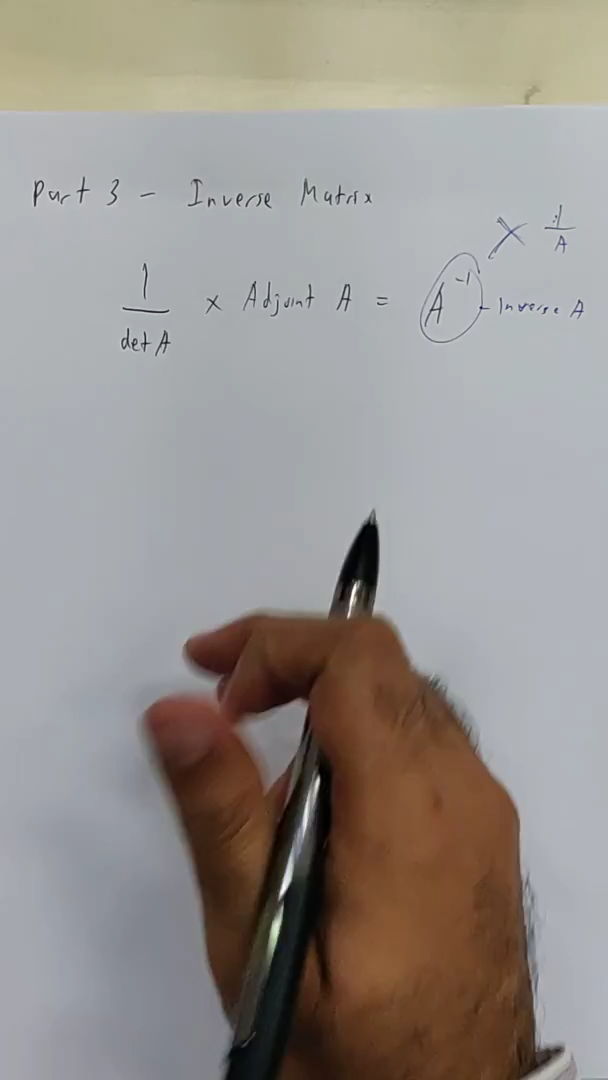 Part 3 - Inverse Matrix
× 1/A
1/det A × Adjoint A = A⁻¹ - Inverse A